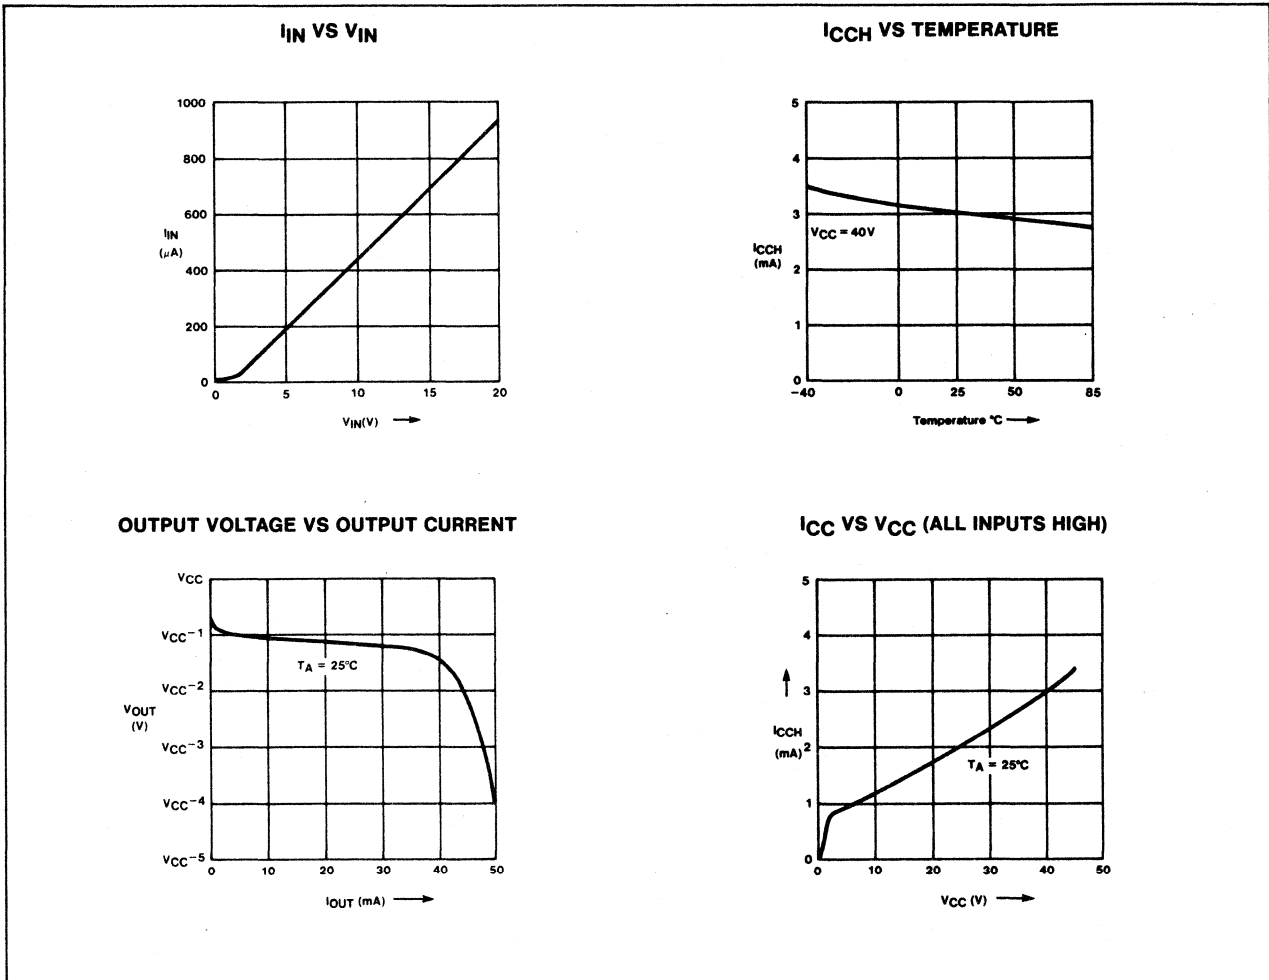 IIN VS VIN
1000
800
600
400
200
0
IIN
(μA)
0 5 10 15 20
VIN(V)
ICCH VS TEMPERATURE
5
4
3
2
1
0
ICCH
(mA)
VCC = 40V
-40 0 25 50 85
Temperature °C
OUTPUT VOLTAGE VS OUTPUT CURRENT
VCC
VCC-1
VCC-2
VCC-3
VCC-4
VCC-5
VOUT
(V)
TA = 25°C
0 10 20 30 40 50
IOUT (mA)
ICC VS VCC (ALL INPUTS HIGH)
5
4
3
2
1
0
ICCH
(mA)
TA = 25°C
0 10 20 30 40 50
VCC (V)